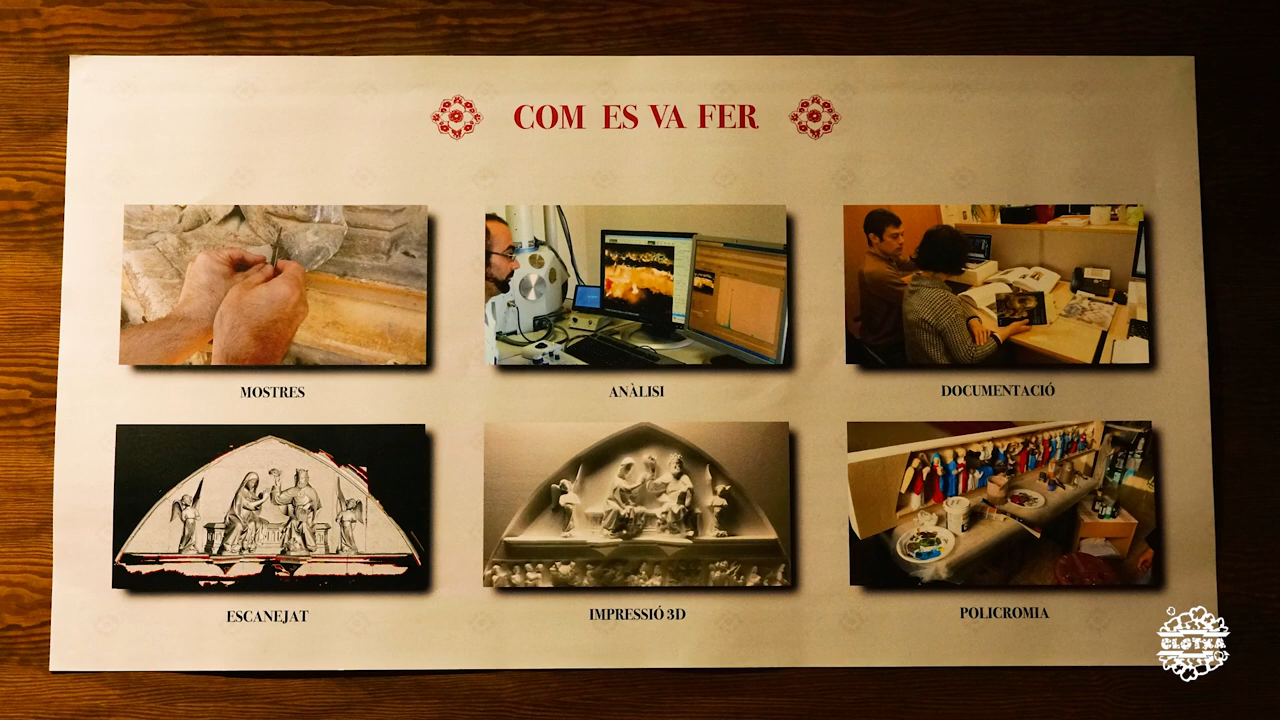 COM ES VA FER
MOSTRES
ANÀLISI
DOCUMENTACIÓ
ESCANEJAT
IMPRESSIÓ 3D
POLICROMIA
CLOTXA